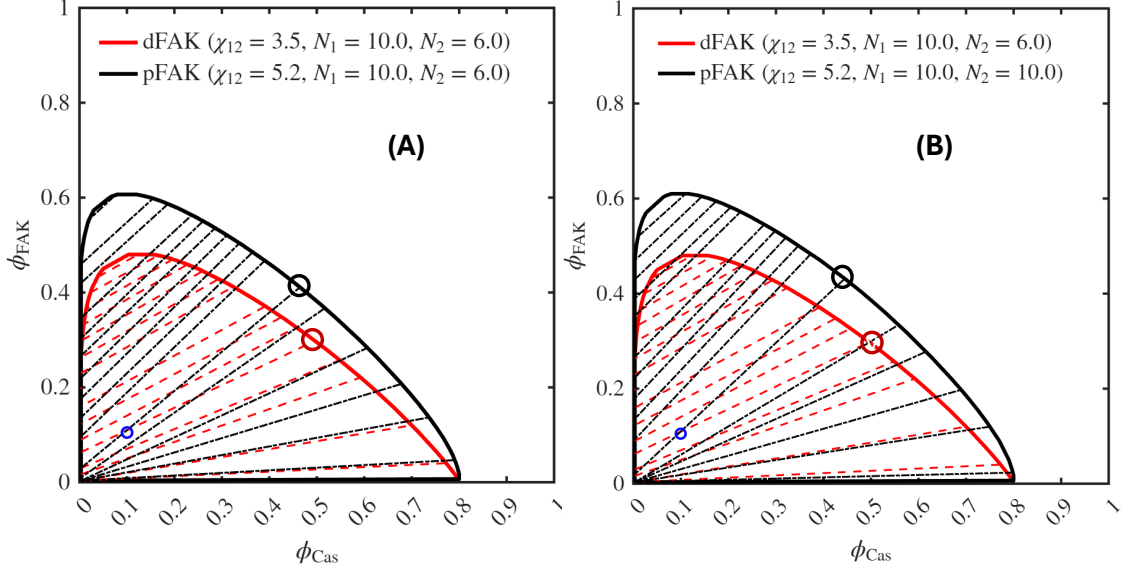 1
dFAK (χ₁₂ = 3.5, N₁ = 10.0, N₂ = 6.0)
pFAK (χ₁₂ = 5.2, N₁ = 10.0, N₂ = 6.0)
0.8
(A)
0.6
ϕFAK
0.4
0.2
0
0 0.1 0.2 0.3 0.4 0.5 0.6 0.7 0.8 0.9 1
ϕCas
1
dFAK (χ₁₂ = 3.5, N₁ = 10.0, N₂ = 6.0)
pFAK (χ₁₂ = 5.2, N₁ = 10.0, N₂ = 10.0)
0.8
(B)
0.6
ϕFAK
0.4
0.2
0
0 0.1 0.2 0.3 0.4 0.5 0.6 0.7 0.8 0.9 1
ϕCas